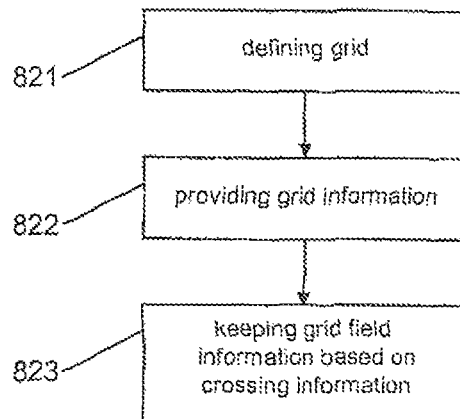 defining grid
821
providing grid information
822
keeping grid field
information based on
crossing information
823